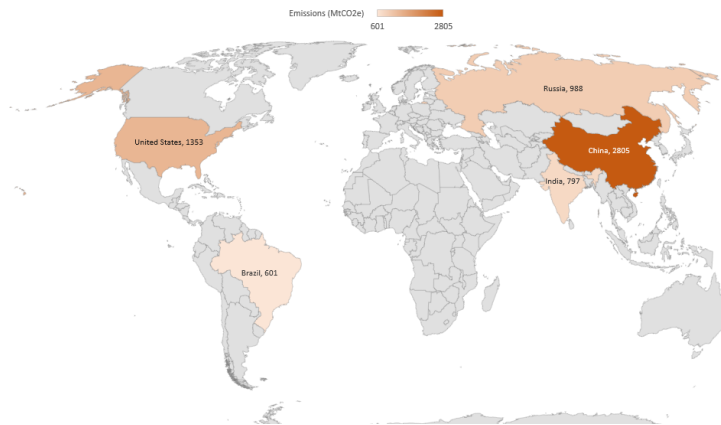 Emissions (MtCO2e)
601 2805
Russia, 988
United States, 1353
China, 2805
India, 797
Brazil, 601